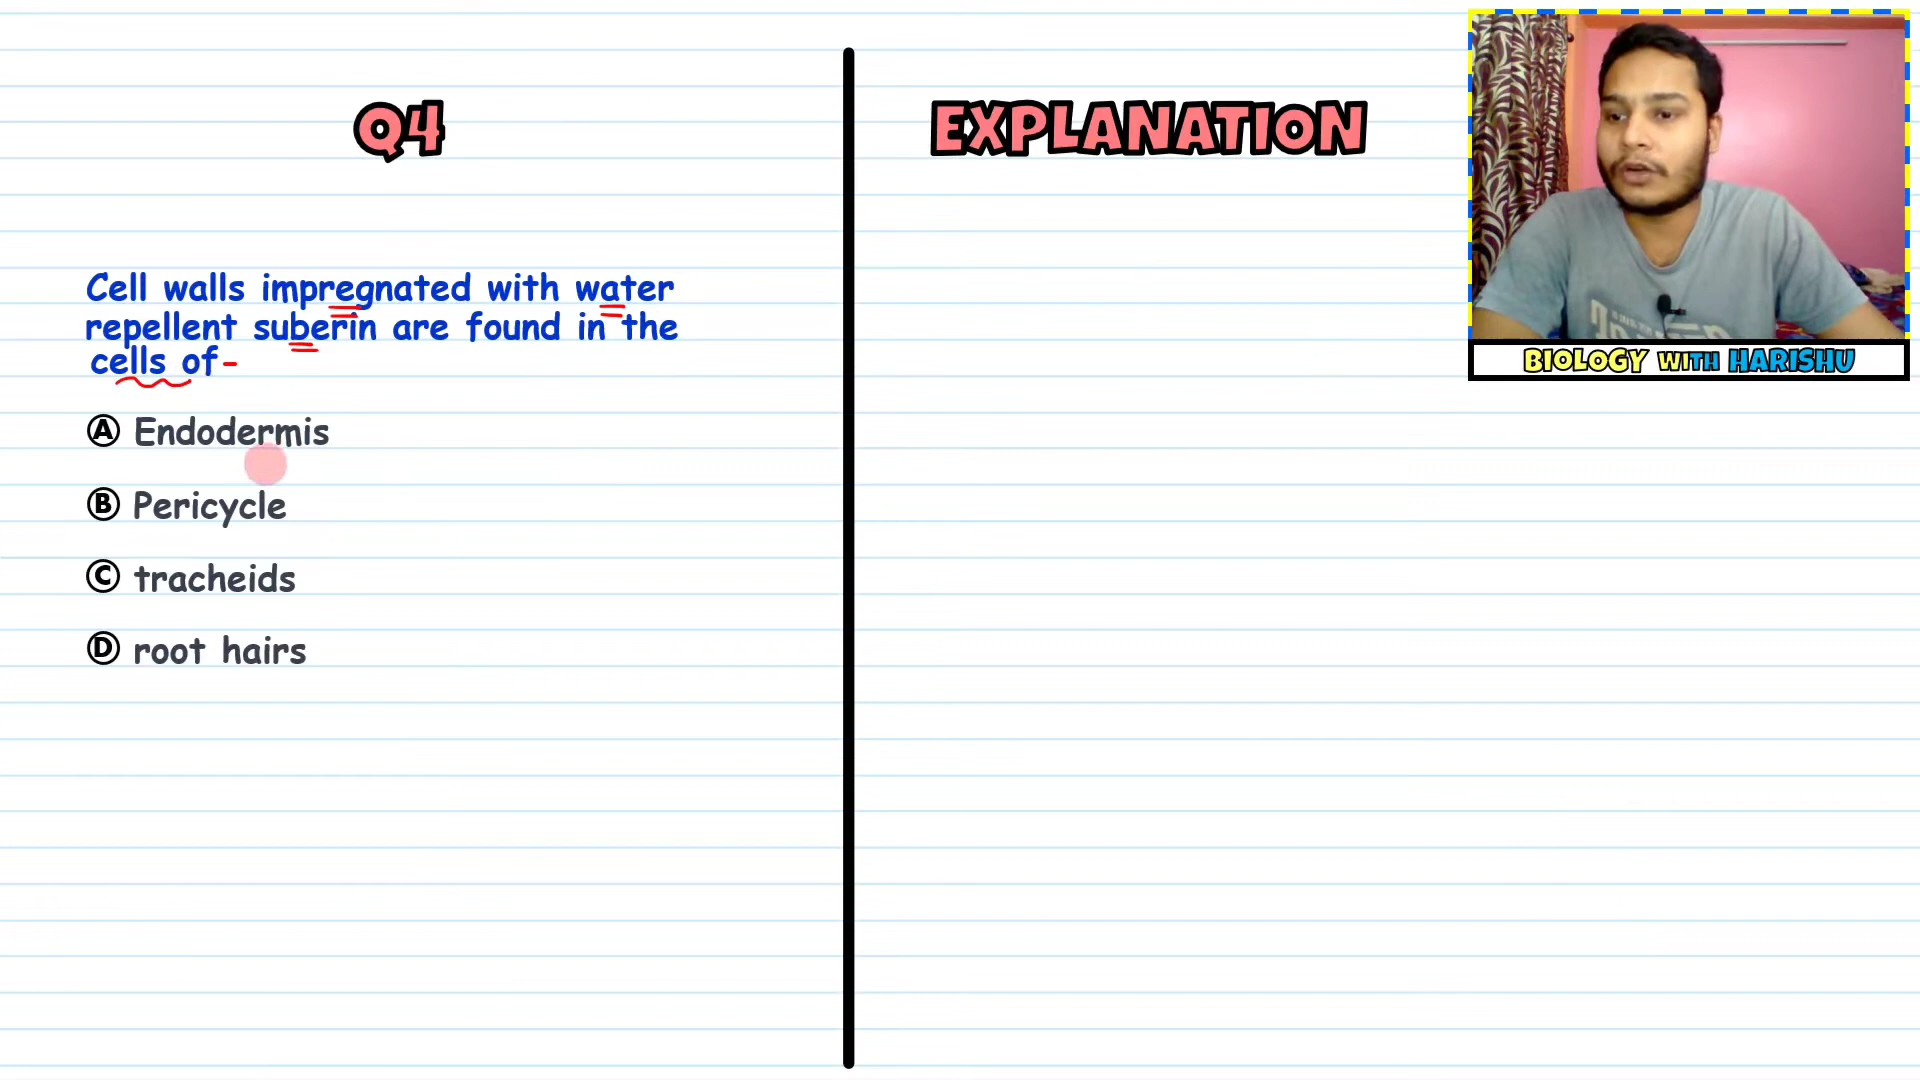 Q4
Cell walls impregnated with water
repellent suberin are found in the
cells of-
A Endodermis
B Pericycle
C tracheids
D root hairs
EXPLANATION
BIOLOGY WITH HARISHU